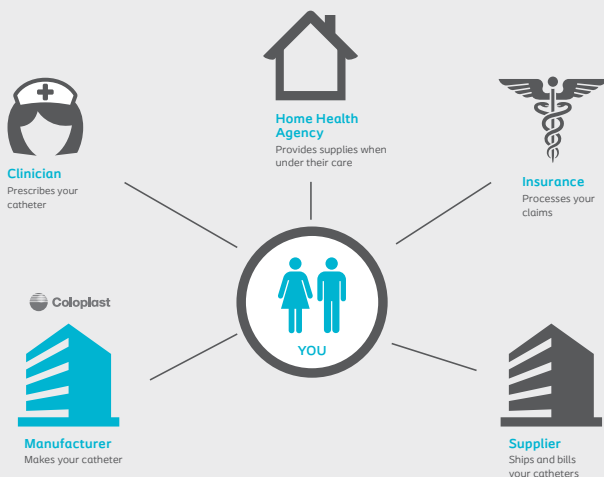 Home Health
Agency
Provides supplies when
under their care
Clinician
Prescribes your
catheter
Insurance
Processes your
claims
YOU
Coloplast
Manufacturer
Makes your catheter
Supplier
Ships and bills
your catheters